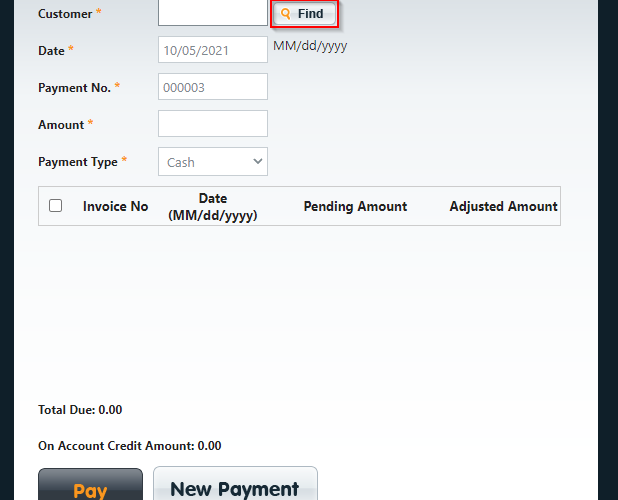 Customer *
Find
Date *
10/05/2021
MM/dd/yyyy
Payment No. *
000003
Amount *
Payment Type *
Cash
Invoice No
Date
(MM/dd/yyyy)
Pending Amount
Adjusted Amount
Total Due: 0.00
On Account Credit Amount: 0.00
Pay
New Payment